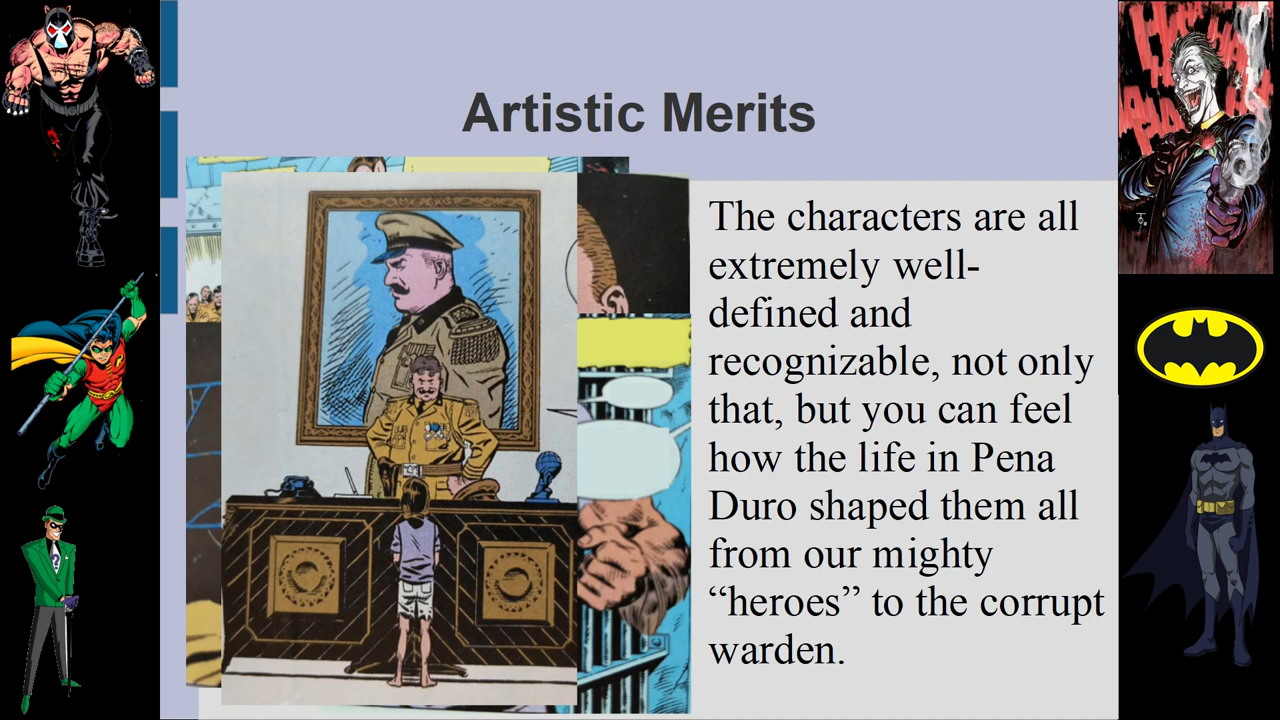 Artistic Merits
The characters are all
extremely well-
defined and
recognizable, not only
that, but you can feel
how the life in Pena
Duro shaped them all
from our mighty
“heroes” to the corrupt
warden.